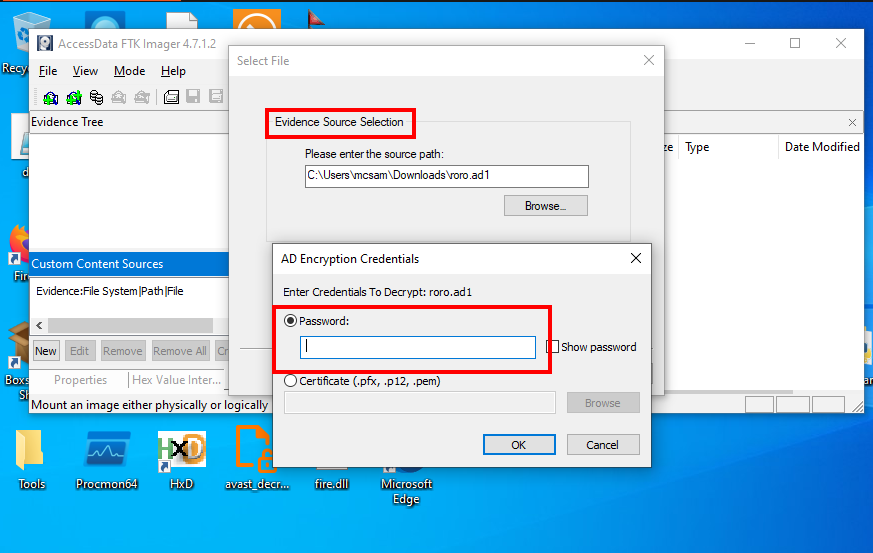 Recy
AccessData FTK Imager 4.7.1.2
File View Mode Help
Evidence Tree
Select File
Evidence Source Selection
Please enter the source path:
C:\Users\mcsam\Downloads\roro.ad1
Browse...
ze Type Date Modified
d
Fire
Custom Content Sources
Evidence:File System|Path|File
New Edit Remove Remove All Cr
Properties Hex Value Inter...
Mount an image either physically or logically
AD Encryption Credentials
Enter Credentials To Decrypt: roro.ad1
Password:
Show password
Certificate (.pfx, .p12, .pem)
Browse
OK Cancel
Boxs
Sh
ar
Tools Procmon64 HxD avast_decr... fire.dll Microsoft
Edge